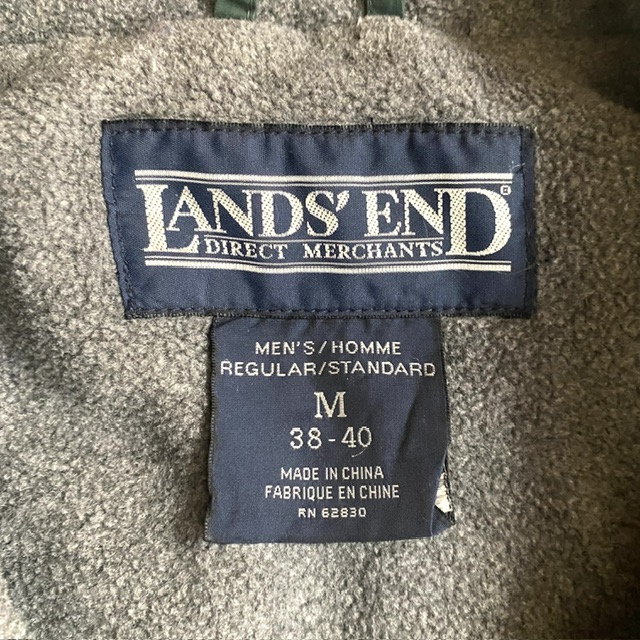 LANDS' END®
DIRECT MERCHANTS
MEN'S/HOMME
REGULAR/STANDARD
M
38-40
MADE IN CHINA
FABRIQUE EN CHINE
RN 62830